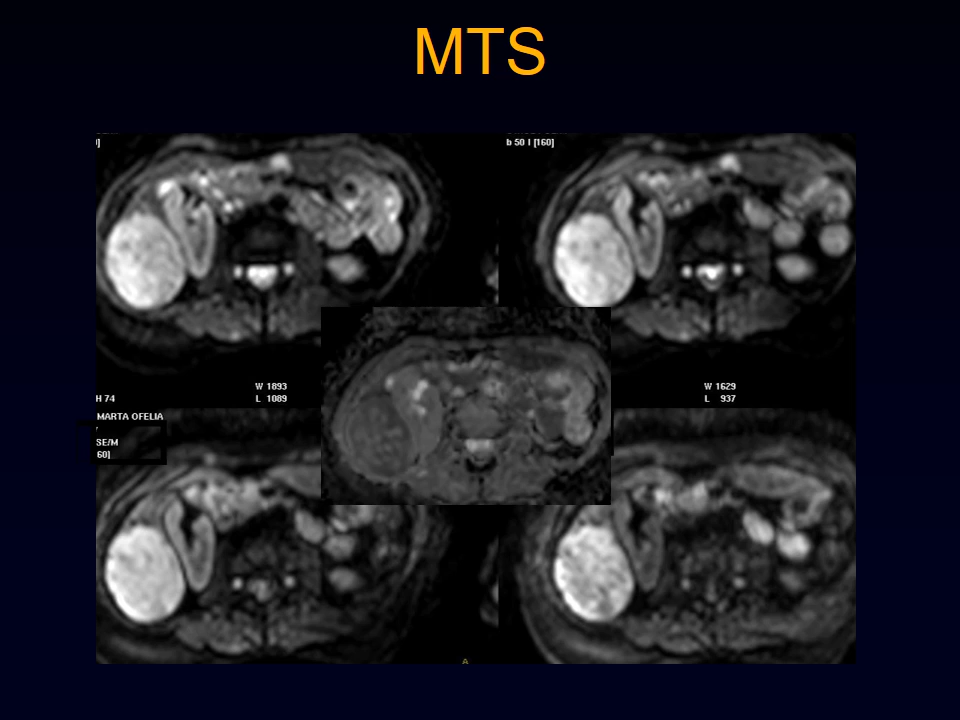 MTS
]
b 50 I [160]
W 1893
L 1089
H 74
W 1629
L 937
MARTA OFELIA
SE/M
60]
A